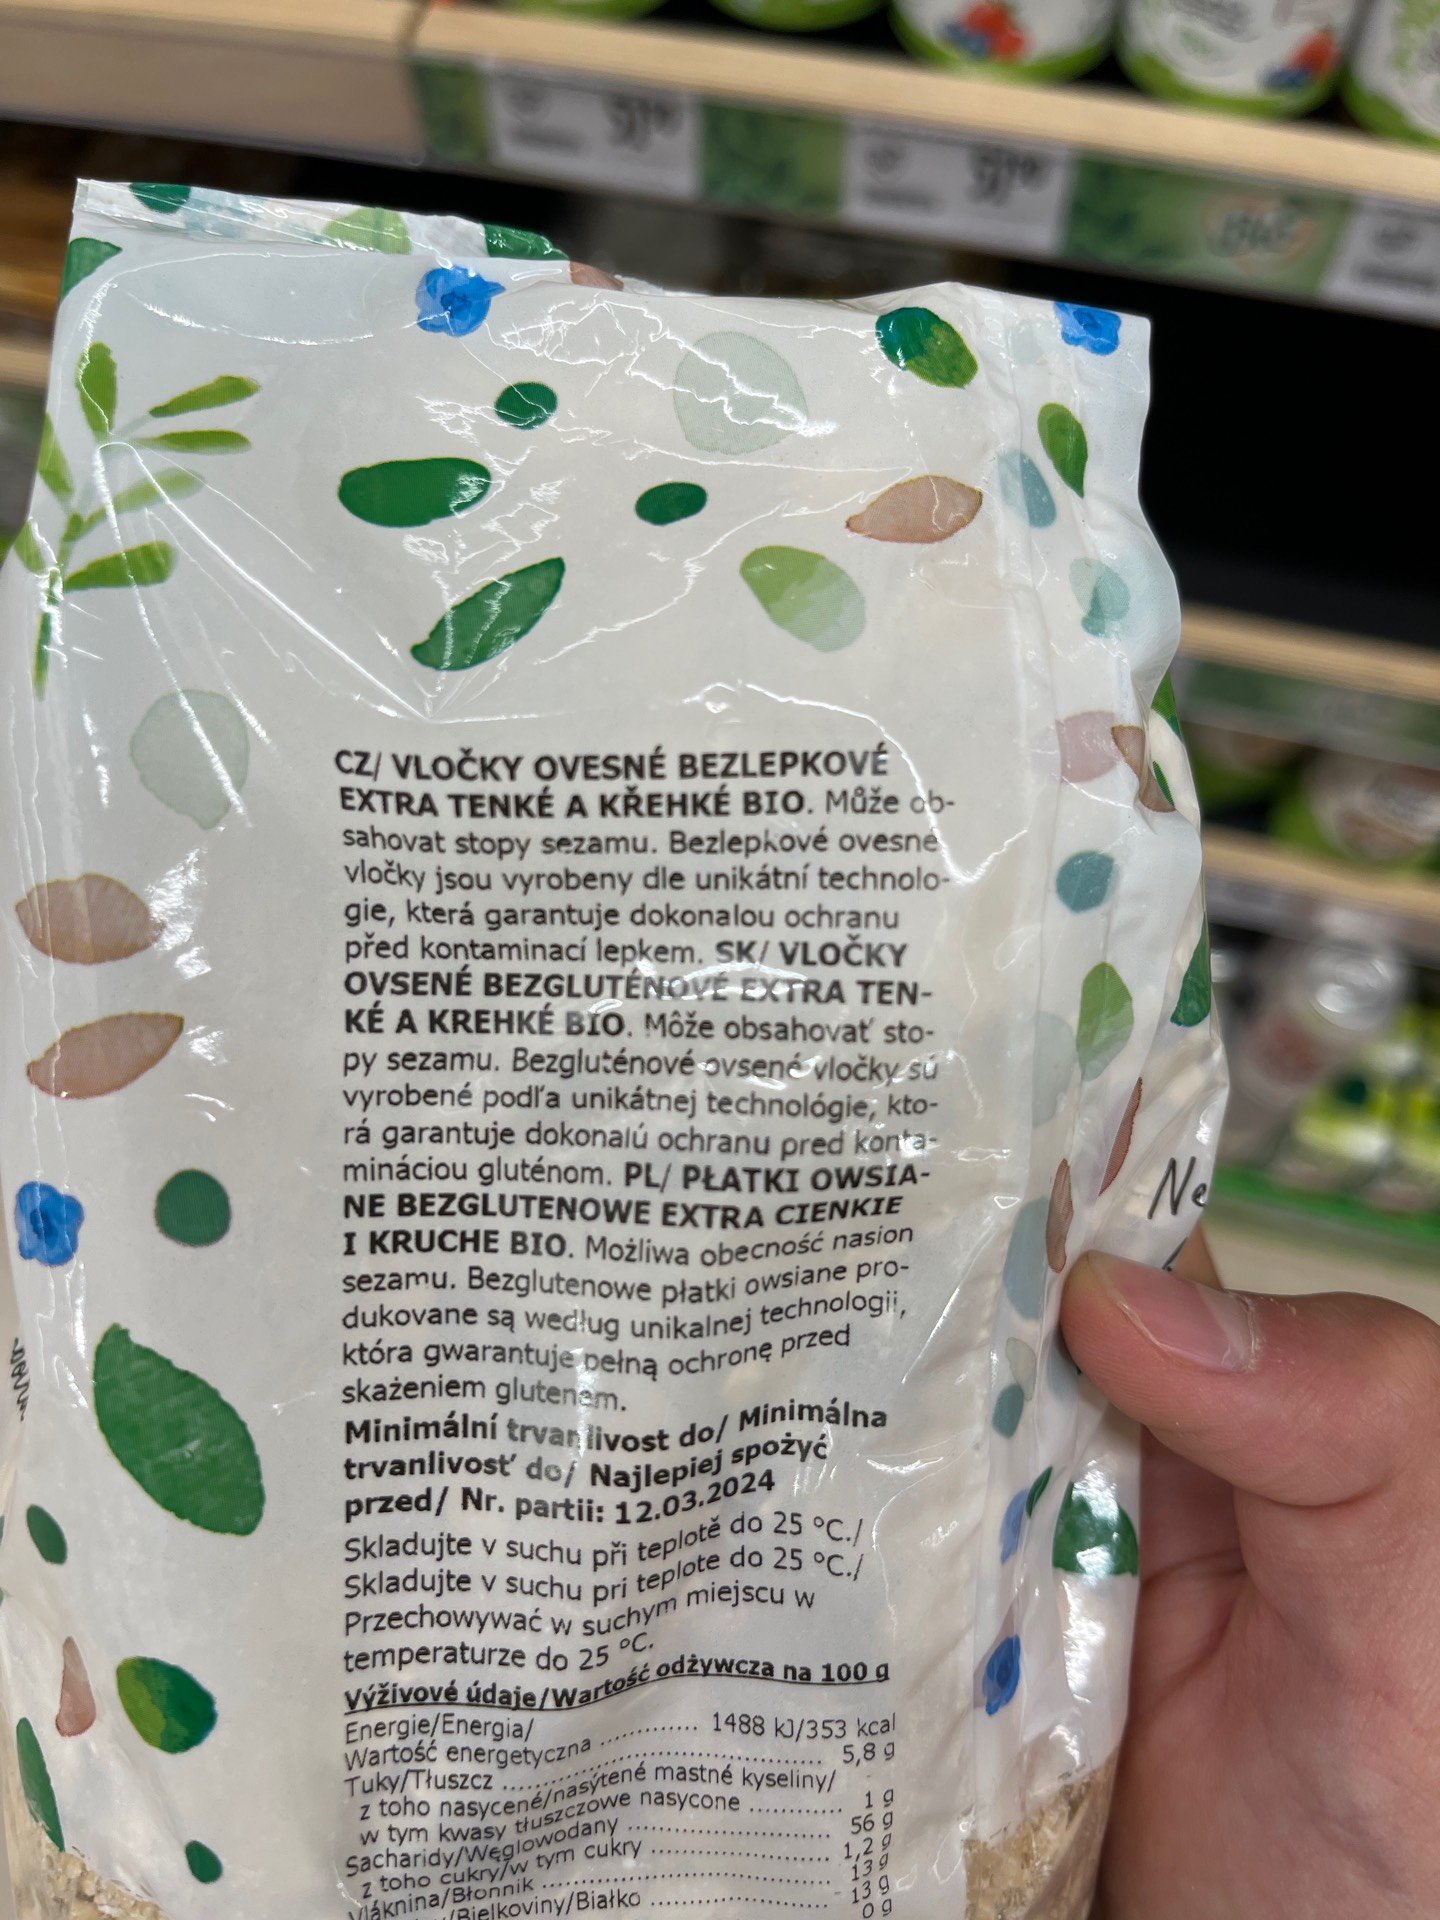 CZ/ VLOČKY OVESNÉ BEZLEPKOVÉ
EXTRA TENKÉ A KŘEHKÉ BIO. Může ob-
sahovat stopy sezamu. Bezlepkové ovesné
vločky jsou vyrobeny dle unikátní technolo-
gie, která garantuje dokonalou ochranu
před kontaminací lepkem. SK/ VLOČKY
OVSENÉ BEZGLUTÉNOVÉ EXTRA TEN-
KÉ A KREHKÉ BIO. Môže obsahovať sto-
py sezamu. Bezgluténové ovsené vločky sú
vyrobené podľa unikátnej technológie, kto-
rá garantuje dokonalú ochranu pred konta-
mináciou gluténom. PL/ PŁATKI OWSIA-
NE BEZGLUTENOWE EXTRA CIENKIE
I KRUCHE BIO. Możliwa obecność nasion
sezamu. Bezglutenowe płatki owsiane pro-
dukowane są według unikalnej technologii,
która gwarantuje pełną ochronę przed
skażeniem glutenem.
Minimální trvanlivost do/ Minimálna
trvanlivosť do/ Najlepiej spożyć
przed/ Nr. partii: 12.03.2024
Skladujte v suchu při teplotě do 25 °C./
Skladujte v suchu pri teplote do 25 °C./
Przechowywać w suchym miejscu w
temperaturze do 25 °C.
Výživové údaje/Wartość odżywcza na 100 g
Energie/Energia/
Wartość energetyczna ........... 1488 kJ/353 kcal
Tuky/Tłuszcz ........... 5,8 g
z toho nasycené/nasýtené mastné kyseliny/
w tym kwasy tłuszczowe nasycone ........... 1 g
Sacharidy/Węglowodany ........... 56 g
z toho cukry/w tym cukry ........... 1,2 g
Vláknina/Błonnik ........... 13 g
/Bielkoviny/Białko ........... 13 g
0 g
Ne